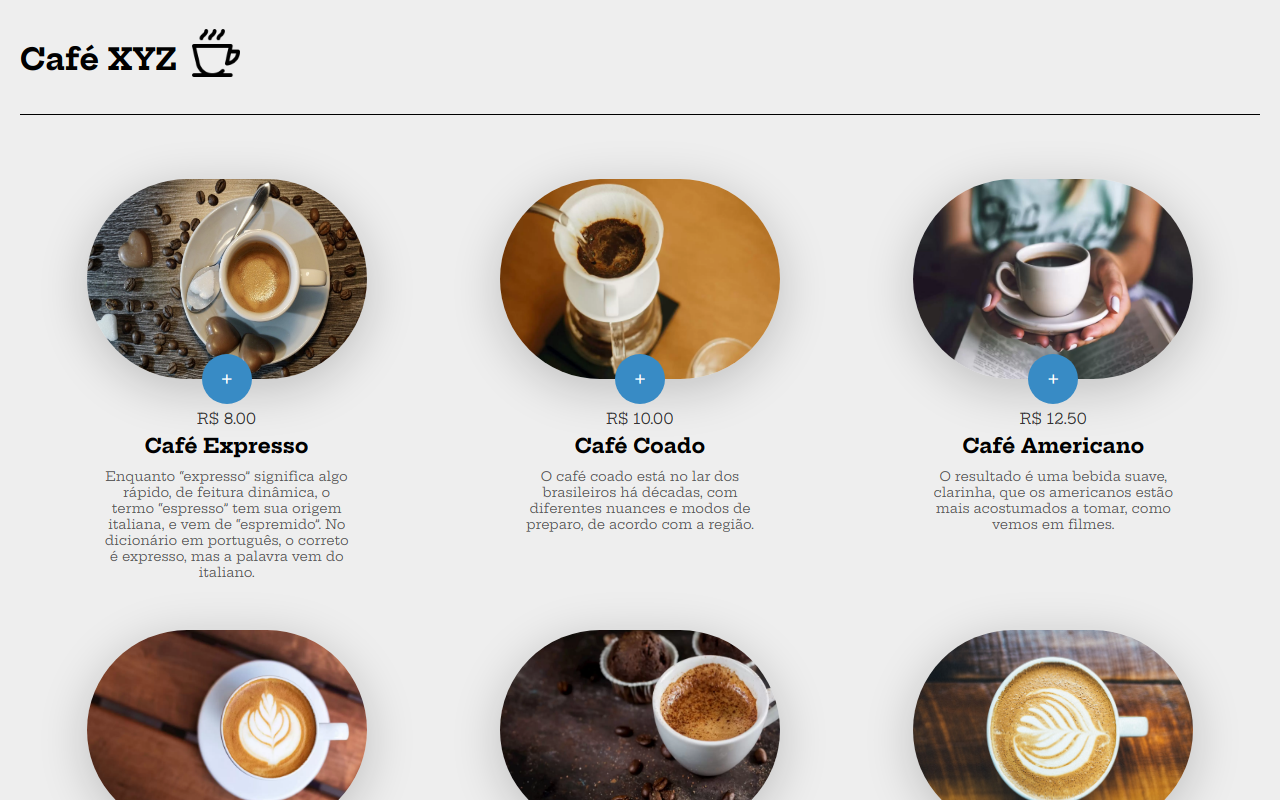 Café XYZ
+
+
+
R$ 8.00
Café Expresso
Enquanto "expresso" significa algo
rápido, de feitura dinâmica, o
termo "espresso" tem sua origem
italiana, e vem de "espremido". No
dicionário em português, o correto
é expresso, mas a palavra vem do
italiano.
R$ 10.00
Café Coado
O café coado está no lar dos
brasileiros há décadas, com
diferentes nuances e modos de
preparo, de acordo com a região.
R$ 12.50
Café Americano
O resultado é uma bebida suave,
clarinha, que os americanos estão
mais acostumados a tomar, como
vemos em filmes.